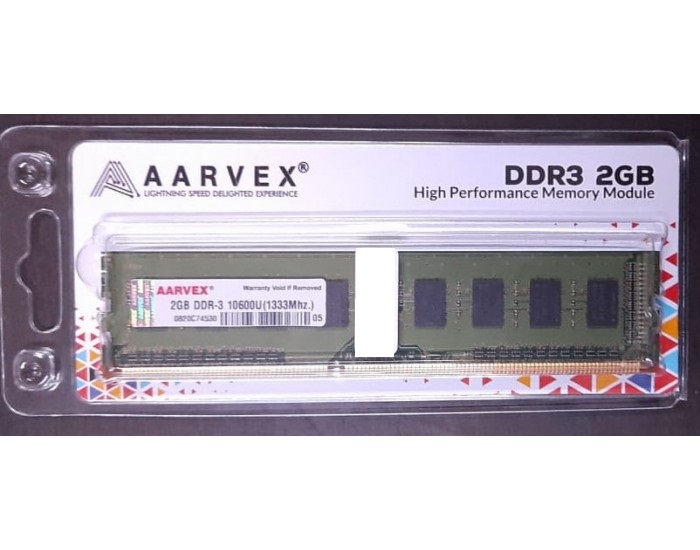 AARVEX®
LIGHTNING SPEED DELIGHTED EXPERIENCE
DDR3 2GB
High Performance Memory Module
AARVEX®
Warranty Void If Removed
2GB DDR-3 10600U(1333Mhz.)
0820C74530
05